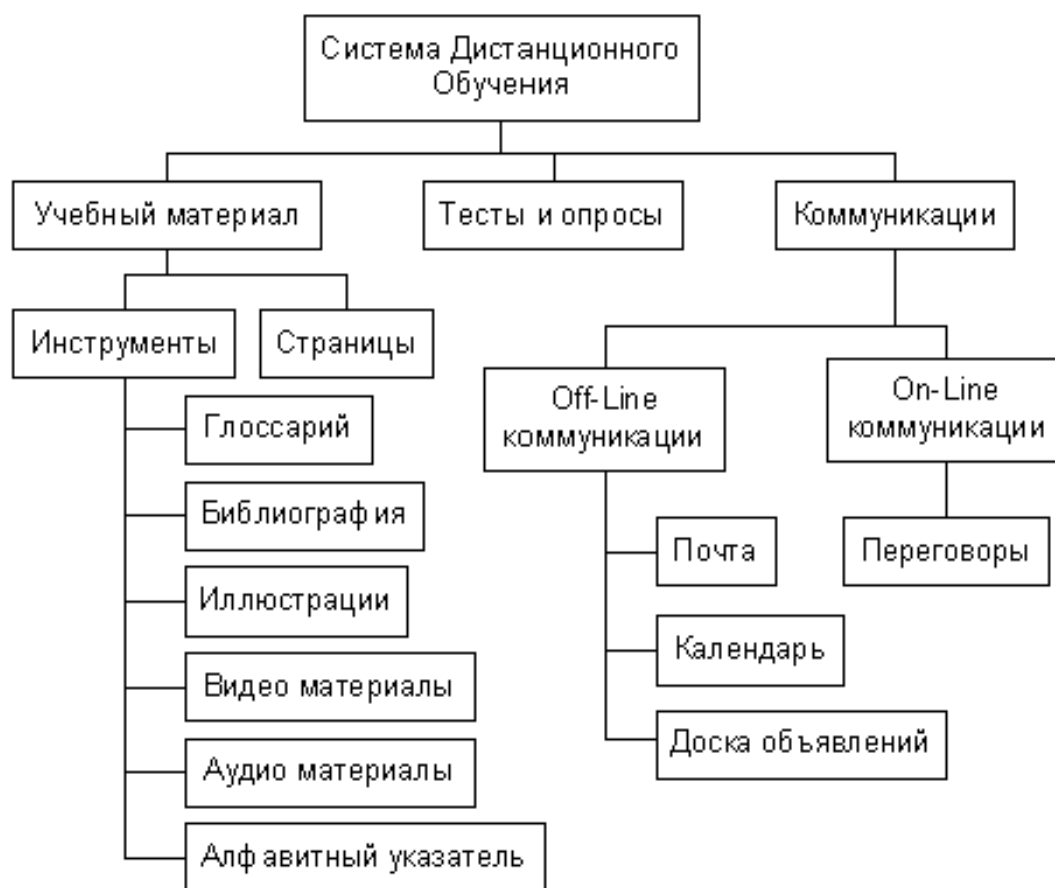 Система Дистанционного
Обучения
Учебный материал
Тесты и опросы
Коммуникации
Инструменты
Страницы
Off-Line
коммуникации
On-Line
коммуникации
Глоссарий
Библиография
Иллюстрации
Видео материалы
Аудио материалы
Алфавитный указатель
Почта
Календарь
Доска объявлений
Переговоры